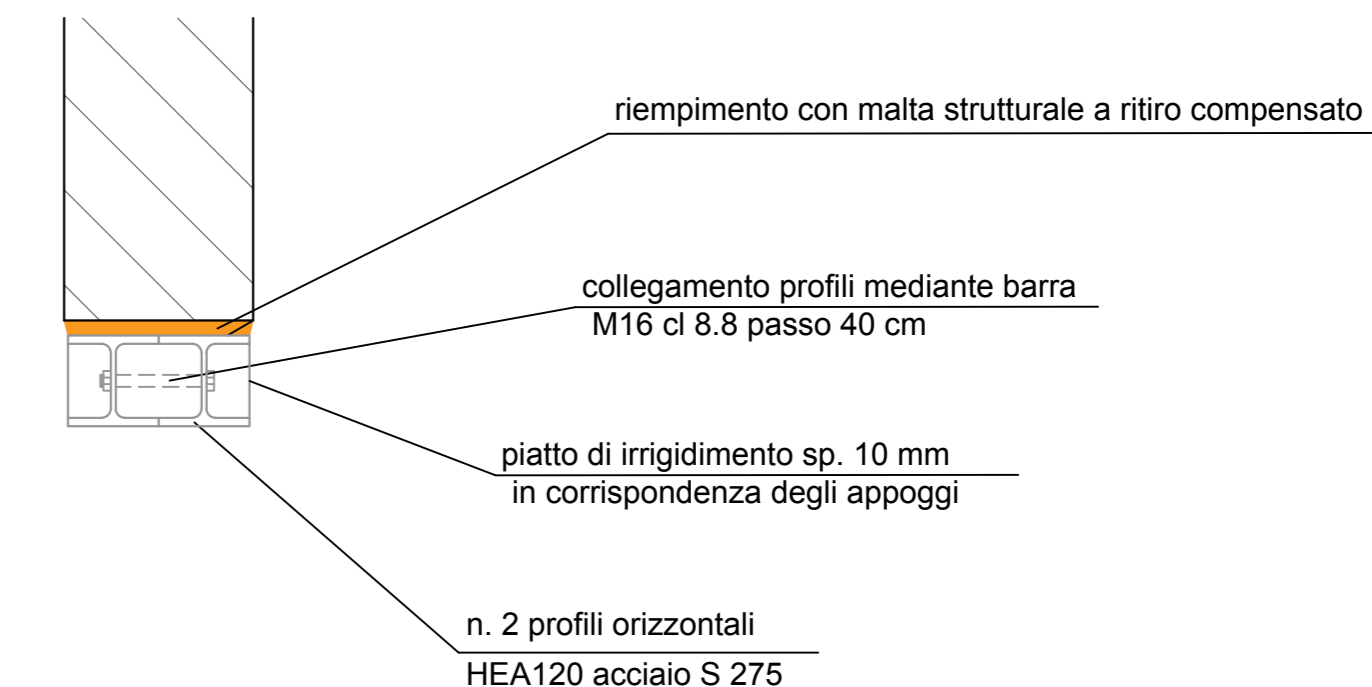 riempimento con malta strutturale a ritiro compensato
collegamento profili mediante barra
M16 cl 8.8 passo 40 cm
piatto di irrigidimento sp. 10 mm
in corrispondenza degli appoggi
n. 2 profili orizzontali
HEA120 acciaio S 275